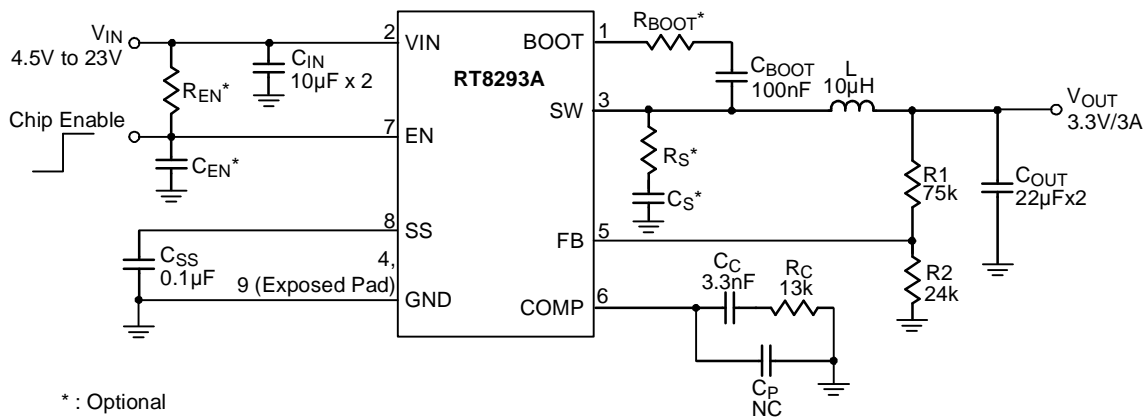 VIN
4.5V to 23V
REN*
Chip Enable
CEN*
CIN
10µF x 2
2
VIN
7
EN
8
SS
CSS
0.1µF
4,
9 (Exposed Pad)
GND
RT8293A
BOOT
1
RBOOT*
CBOOT
100nF
SW
3
L
10µH
RS*
CS*
VOUT
3.3V/3A
R1
75k
COUT
22µFx2
FB
5
R2
24k
COMP
6
CC
3.3nF
RC
13k
CP
NC
* : Optional